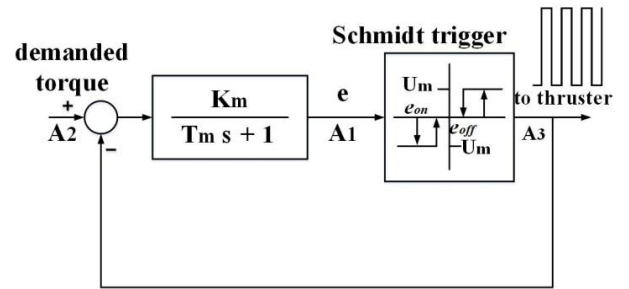 Schmidt trigger
demanded
torque
+
A2
−
Km
Tm s + 1
e
A1
Um
eon
eoff
Um
to thruster
A3